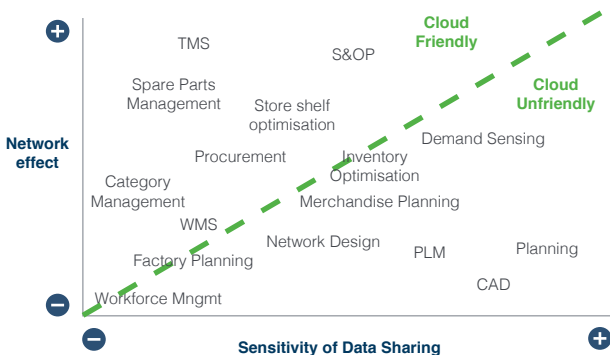 TMS
S&OP
Cloud
Friendly
Cloud
Unfriendly
Spare Parts
Management
Store shelf
optimisation
Demand Sensing
Network
effect
Procurement
Inventory
Optimisation
Category
Management
Merchandise Planning
WMS
Network Design
Factory Planning
PLM
Planning
CAD
Workforce Mngmt
Sensitivity of Data Sharing